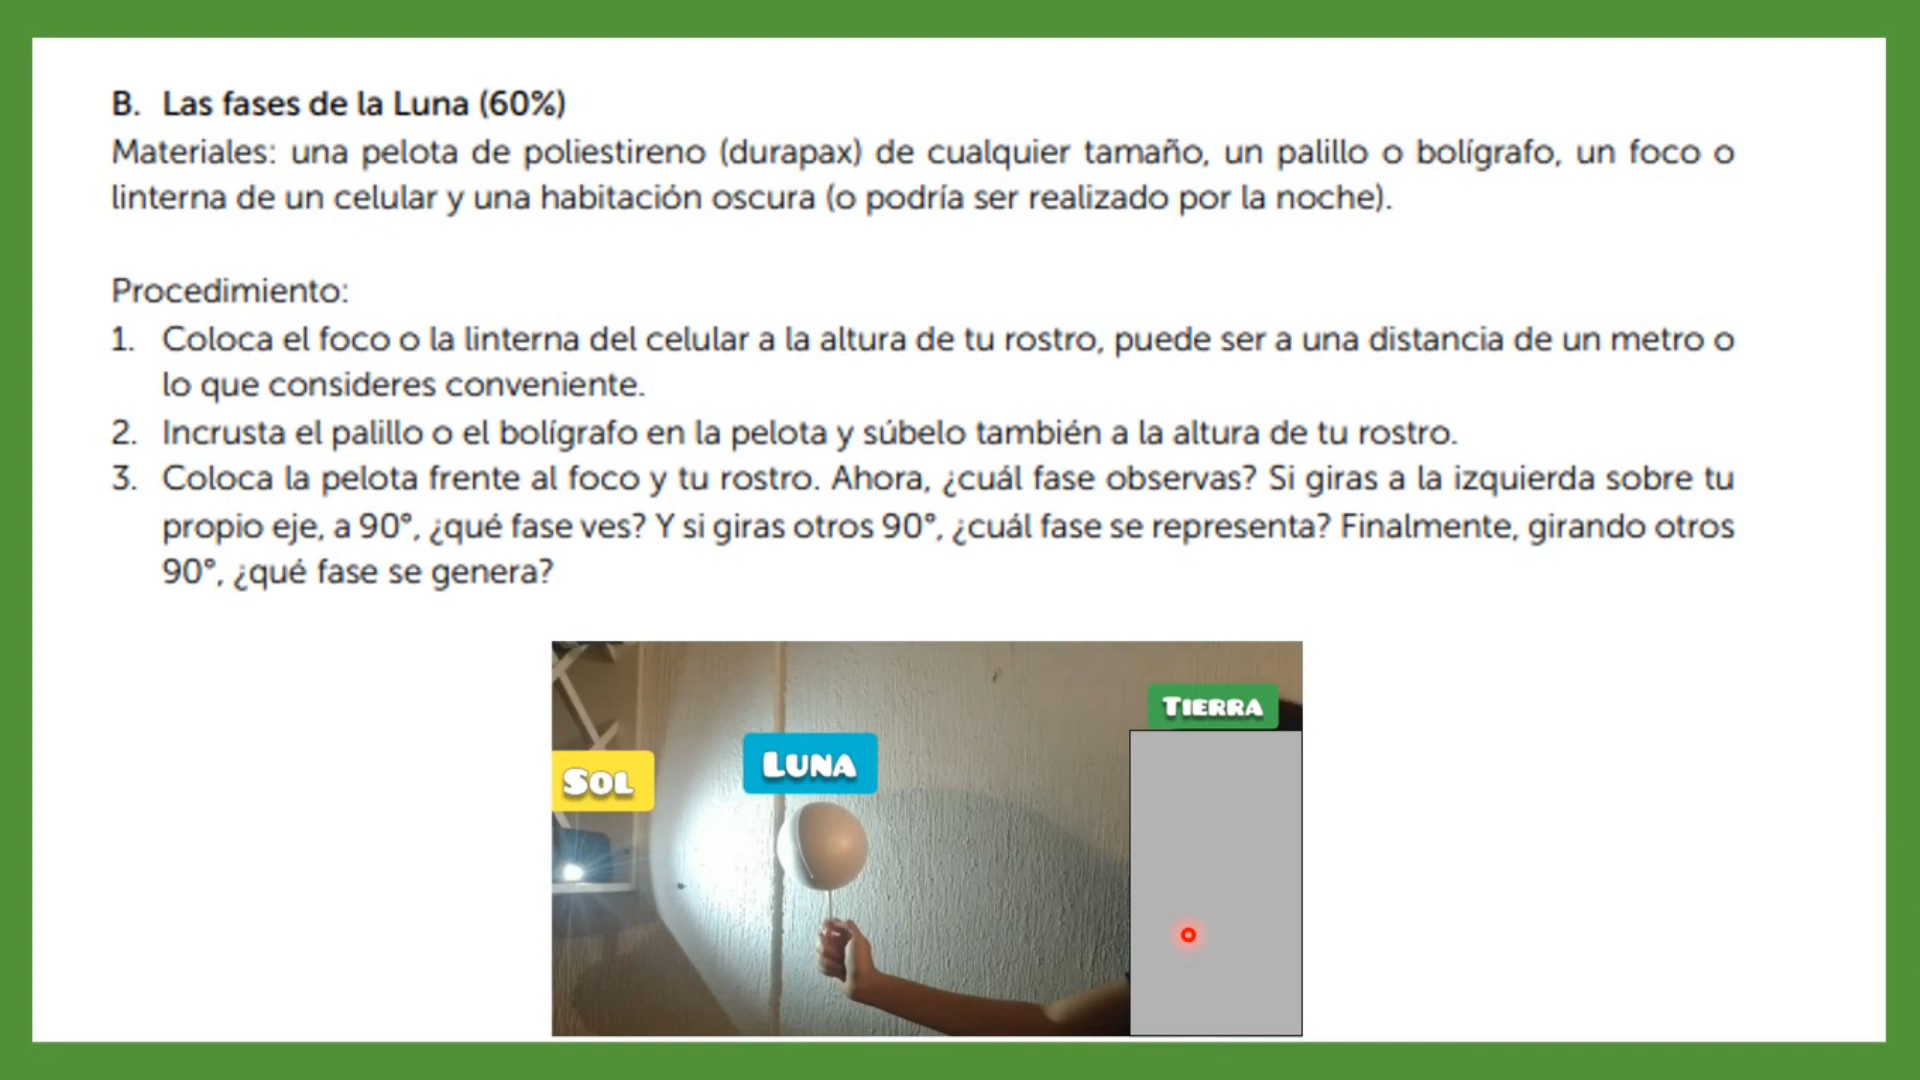 B. Las fases de la Luna (60%)
Materiales: una pelota de poliestireno (durapax) de cualquier tamaño, un palillo o bolígrafo, un foco o
linterna de un celular y una habitación oscura (o podría ser realizado por la noche).
Procedimiento:
1. Coloca el foco o la linterna del celular a la altura de tu rostro, puede ser a una distancia de un metro o
lo que consideres conveniente.
2. Incrusta el palillo o el bolígrafo en la pelota y súbelo también a la altura de tu rostro.
3. Coloca la pelota frente al foco y tu rostro. Ahora, ¿cuál fase observas? Si giras a la izquierda sobre tu
propio eje, a 90°, ¿qué fase ves? Y si giras otros 90°, ¿cuál fase se representa? Finalmente, girando otros
90°, ¿qué fase se genera?
TIERRA
LUNA
SOL